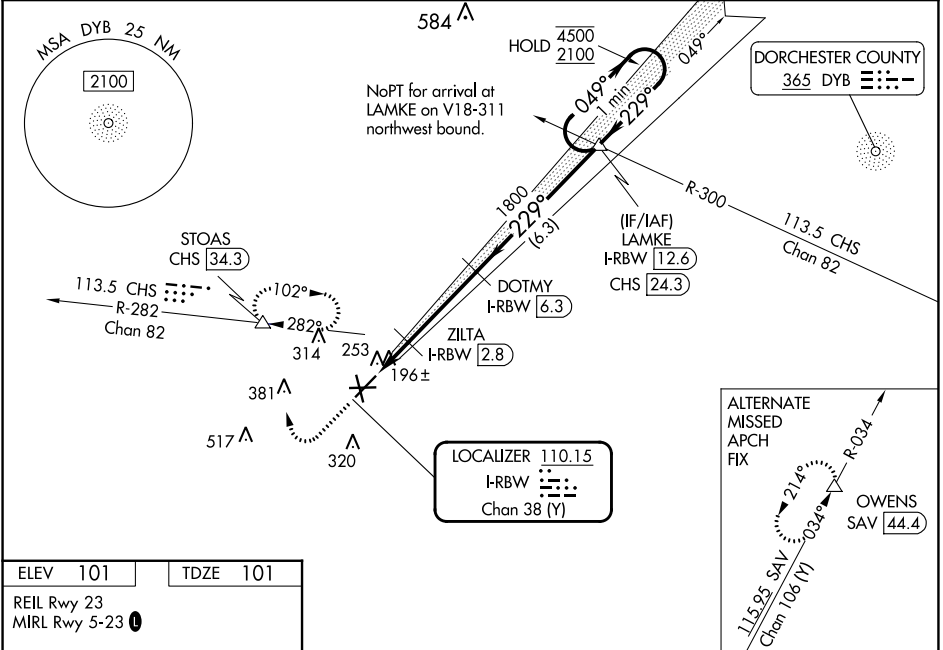 MSA DYB 25 NM
2100
584
HOLD 4500
2100
049°
1 min
229°
049°
DORCHESTER COUNTY
365 DYB
NoPT for arrival at
LAMKE on V18-311
northwest bound.
R-300
113.5 CHS
Chan 82
1800
229°
(6.3)
(IF/IAF)
LAMKE
I-RBW 12.6
CHS 24.3
STOAS
CHS 34.3
113.5 CHS
R-282
Chan 82
102°
282°
DOTMY
I-RBW 6.3
ZILTA
I-RBW 2.8
314
253
196±
381
517
320
LOCALIZER 110.15
I-RBW
Chan 38 (Y)
ALTERNATE
MISSED
APCH
FIX
R-034
214°
034°
OWENS
SAV 44.4
115.95 SAV
Chan 106 (Y)
ELEV 101
TDZE 101
REIL Rwy 23
MIRL Rwy 5-23 L